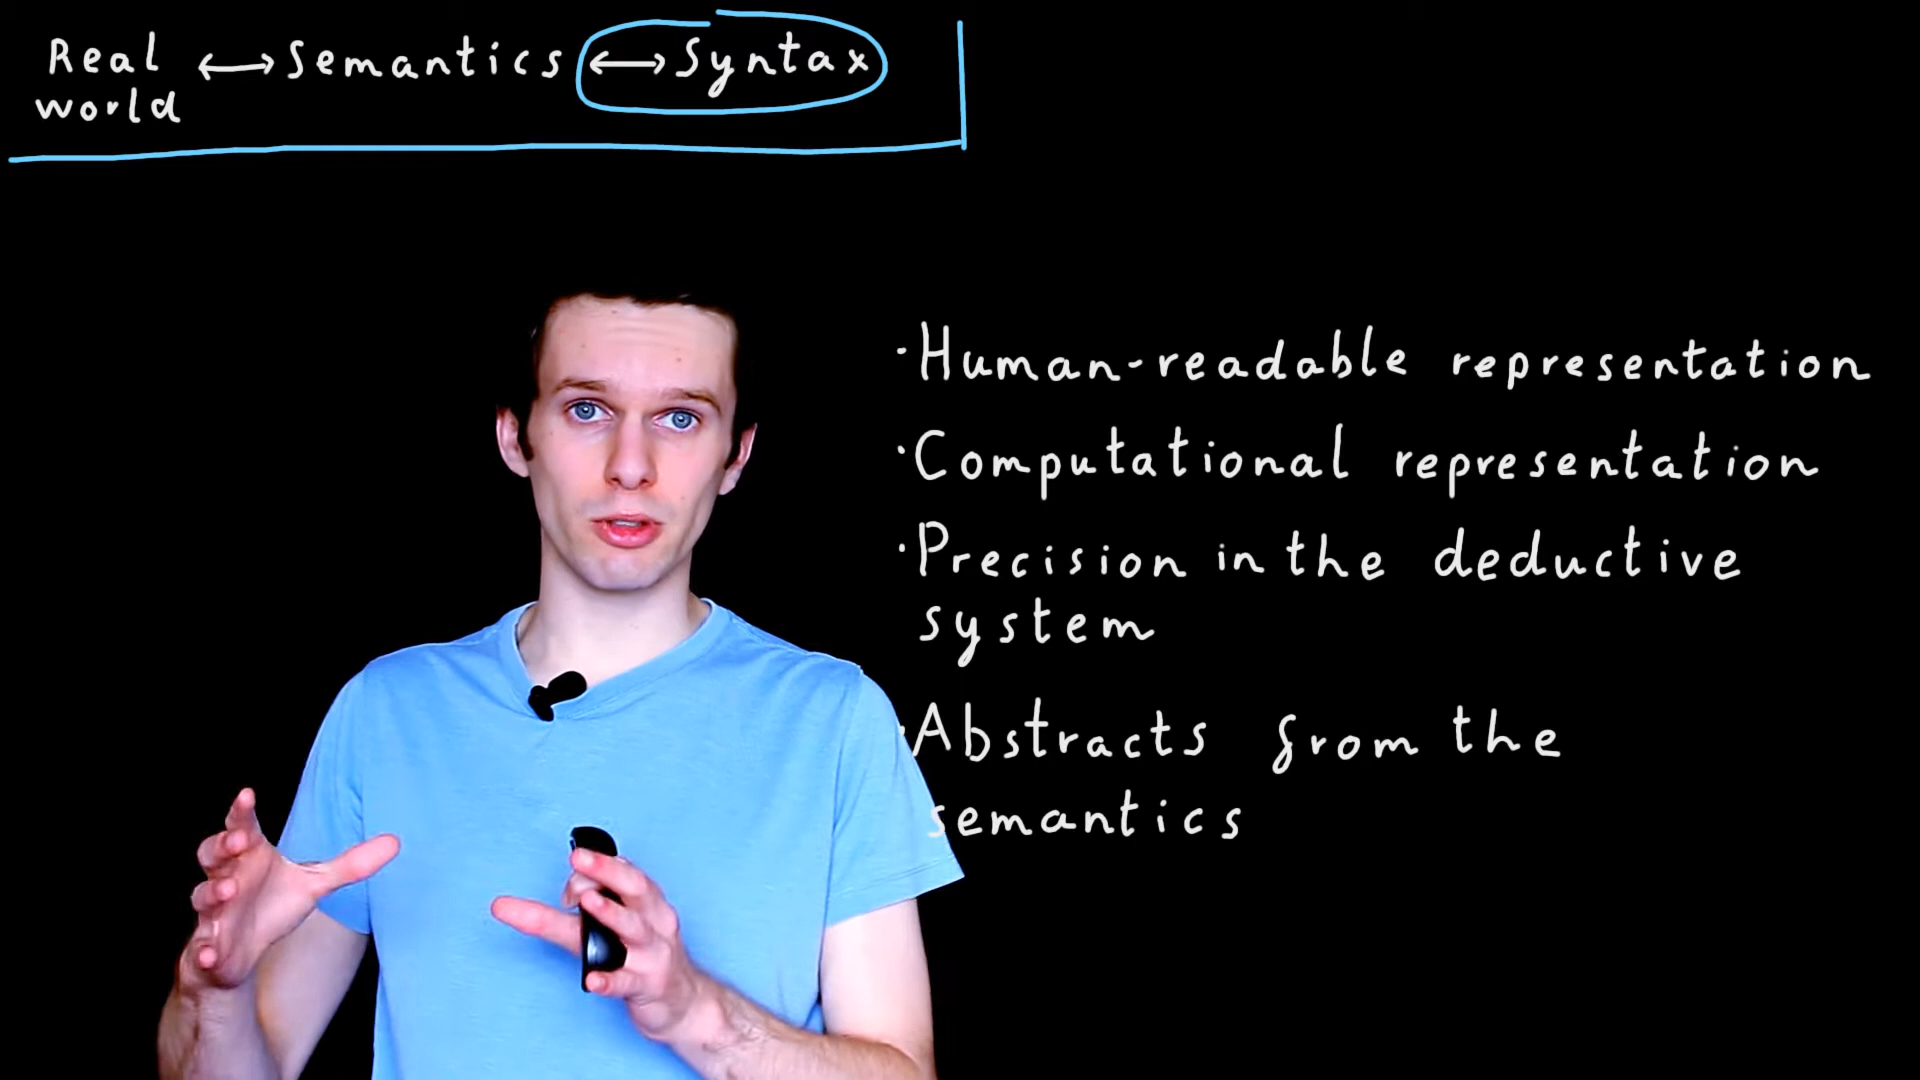 Real ⟷ Semantics ⟷ Syntax
world
·Human-readable representation
·Computational representation
·Precision in the deductive
system
·Abstracts from the
semantics